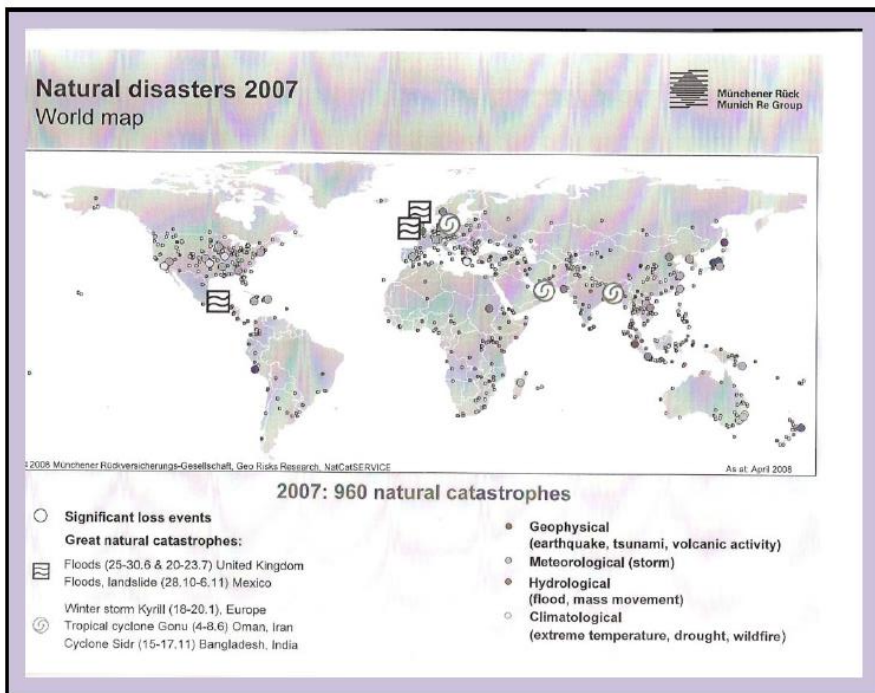 Natural disasters 2007
World map
Münchener Rück
Munich Re Group
2008 Münchener Rückversicherungs-Gesellschaft, Geo Risks Research, NatCatSERVICE
As at: April 2008
2007: 960 natural catastrophes
Significant loss events
Great natural catastrophes:
Floods (25-30.6 & 20-23.7) United Kingdom
Floods, landslide (28.10-6.11) Mexico
Winter storm Kyrill (18-20.1), Europe
Tropical cyclone Gonu (4-8.6) Oman, Iran
Cyclone Sidr (15-17.11) Bangladesh, India
Geophysical
(earthquake, tsunami, volcanic activity)
Meteorological (storm)
Hydrological
(flood, mass movement)
Climatological
(extreme temperature, drought, wildfire)